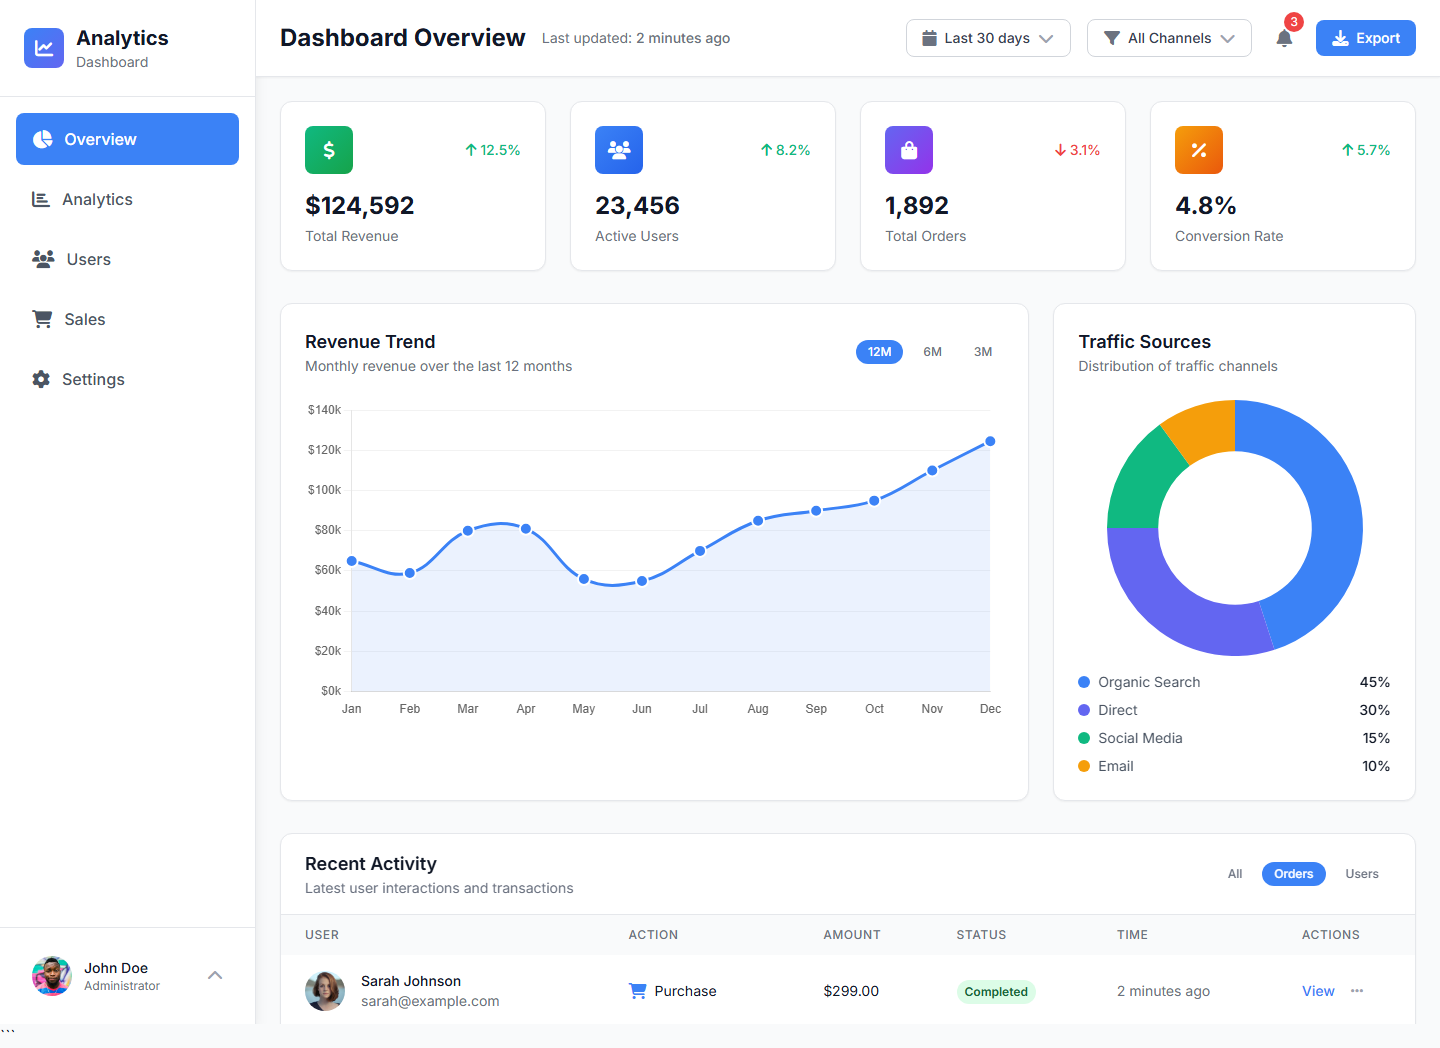 Analytics
Dashboard
Overview
Analytics
Users
Sales
Settings
John Doe
Administrator
Dashboard Overview
Last updated: 2 minutes ago
Last 30 days
All Channels
3
Export
$
12.5%
$124,592
Total Revenue
8.2%
23,456
Active Users
3.1%
1,892
Total Orders
%
5.7%
4.8%
Conversion Rate
Revenue Trend
Monthly revenue over the last 12 months
12M 6M 3M
$140k
$120k
$100k
$80k
$60k
$40k
$20k
$0k
Jan Feb Mar Apr May Jun Jul Aug Sep Oct Nov Dec
Traffic Sources
Distribution of traffic channels
Organic Search 45%
Direct 30%
Social Media 15%
Email 10%
Recent Activity
Latest user interactions and transactions
All Orders Users
USER ACTION AMOUNT STATUS TIME ACTIONS
Sarah Johnson
sarah@example.com
Purchase $299.00 Completed 2 minutes ago View ···
```